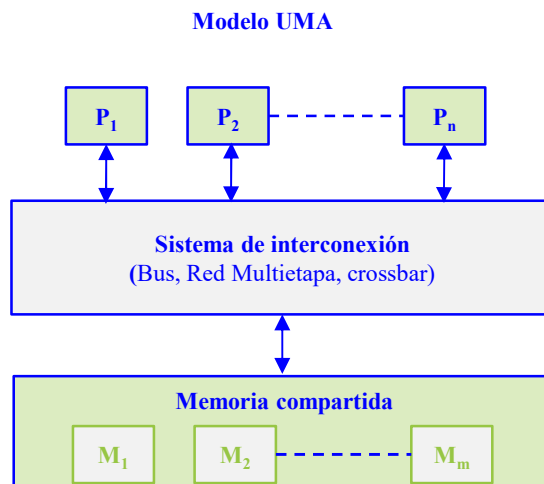 Modelo UMA
P1 P2 Pn
Sistema de interconexión
(Bus, Red Multietapa, crossbar)
Memoria compartida
M1 M2 Mm